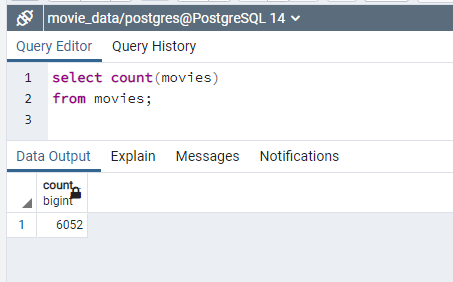 movie_data/postgres@PostgreSQL 14
Query Editor Query History
1 select count(movies)
2 from movies;
3
Data Output Explain Messages Notifications
count
bigint
1 6052